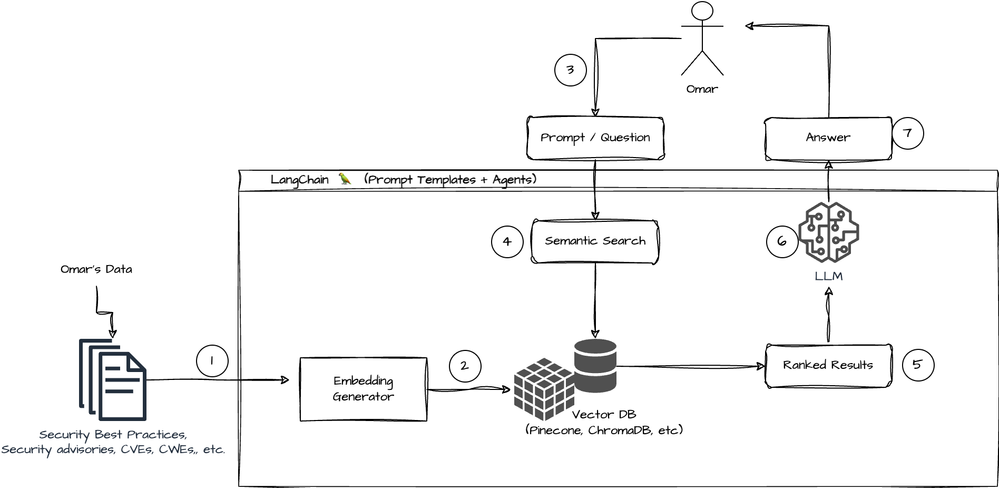 Omar
3
Prompt / Question
Answer
7
LangChain 🦜 (Prompt Templates + Agents)
4
Semantic Search
6
LLM
Omar's Data
1
Embedding
Generator
2
Ranked Results
5
Vector DB
(Pinecone, ChromaDB, etc)
Security Best Practices,
Security advisories, CVEs, CWEs,, etc.